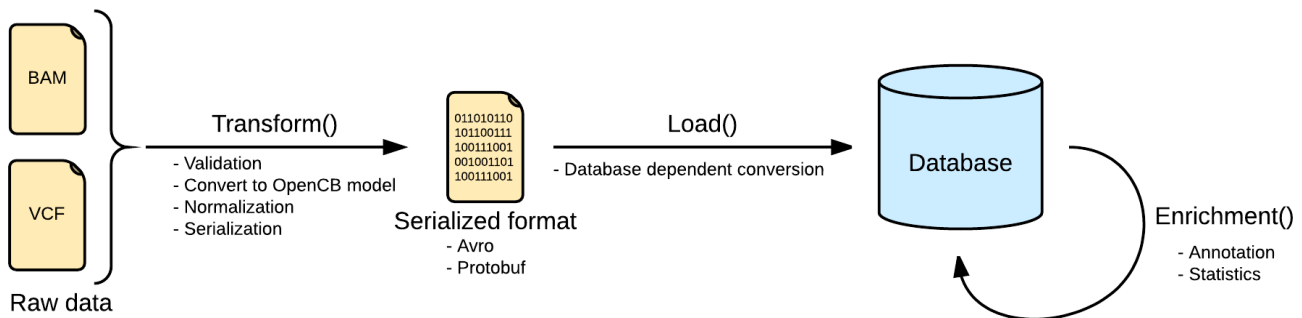 BAM
VCF
Raw data
Transform()
- Validation
- Convert to OpenCB model
- Normalization
- Serialization
011010110
101100111
100111001
001001101
100111001
Serialized format
- Avro
- Protobuf
Load()
- Database dependent conversion
Database
Enrichment()
- Annotation
- Statistics